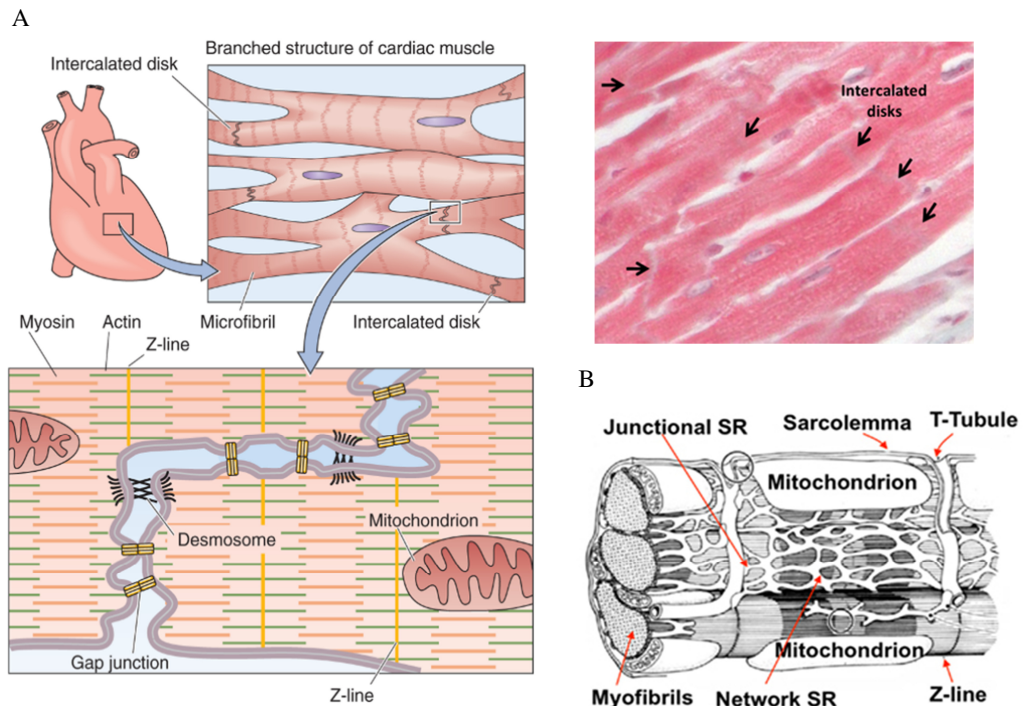 A
Branched structure of cardiac muscle
Intercalated disk
Microfibril
Intercalated disk
Intercalated
disks
Myosin
Actin
Z-line
Desmosome
Mitochondrion
Gap junction
Z-line
B
Junctional SR
Sarcolemma
T-Tubule
Mitochondrion
Mitochondrion
Myofibrils
Network SR
Z-line